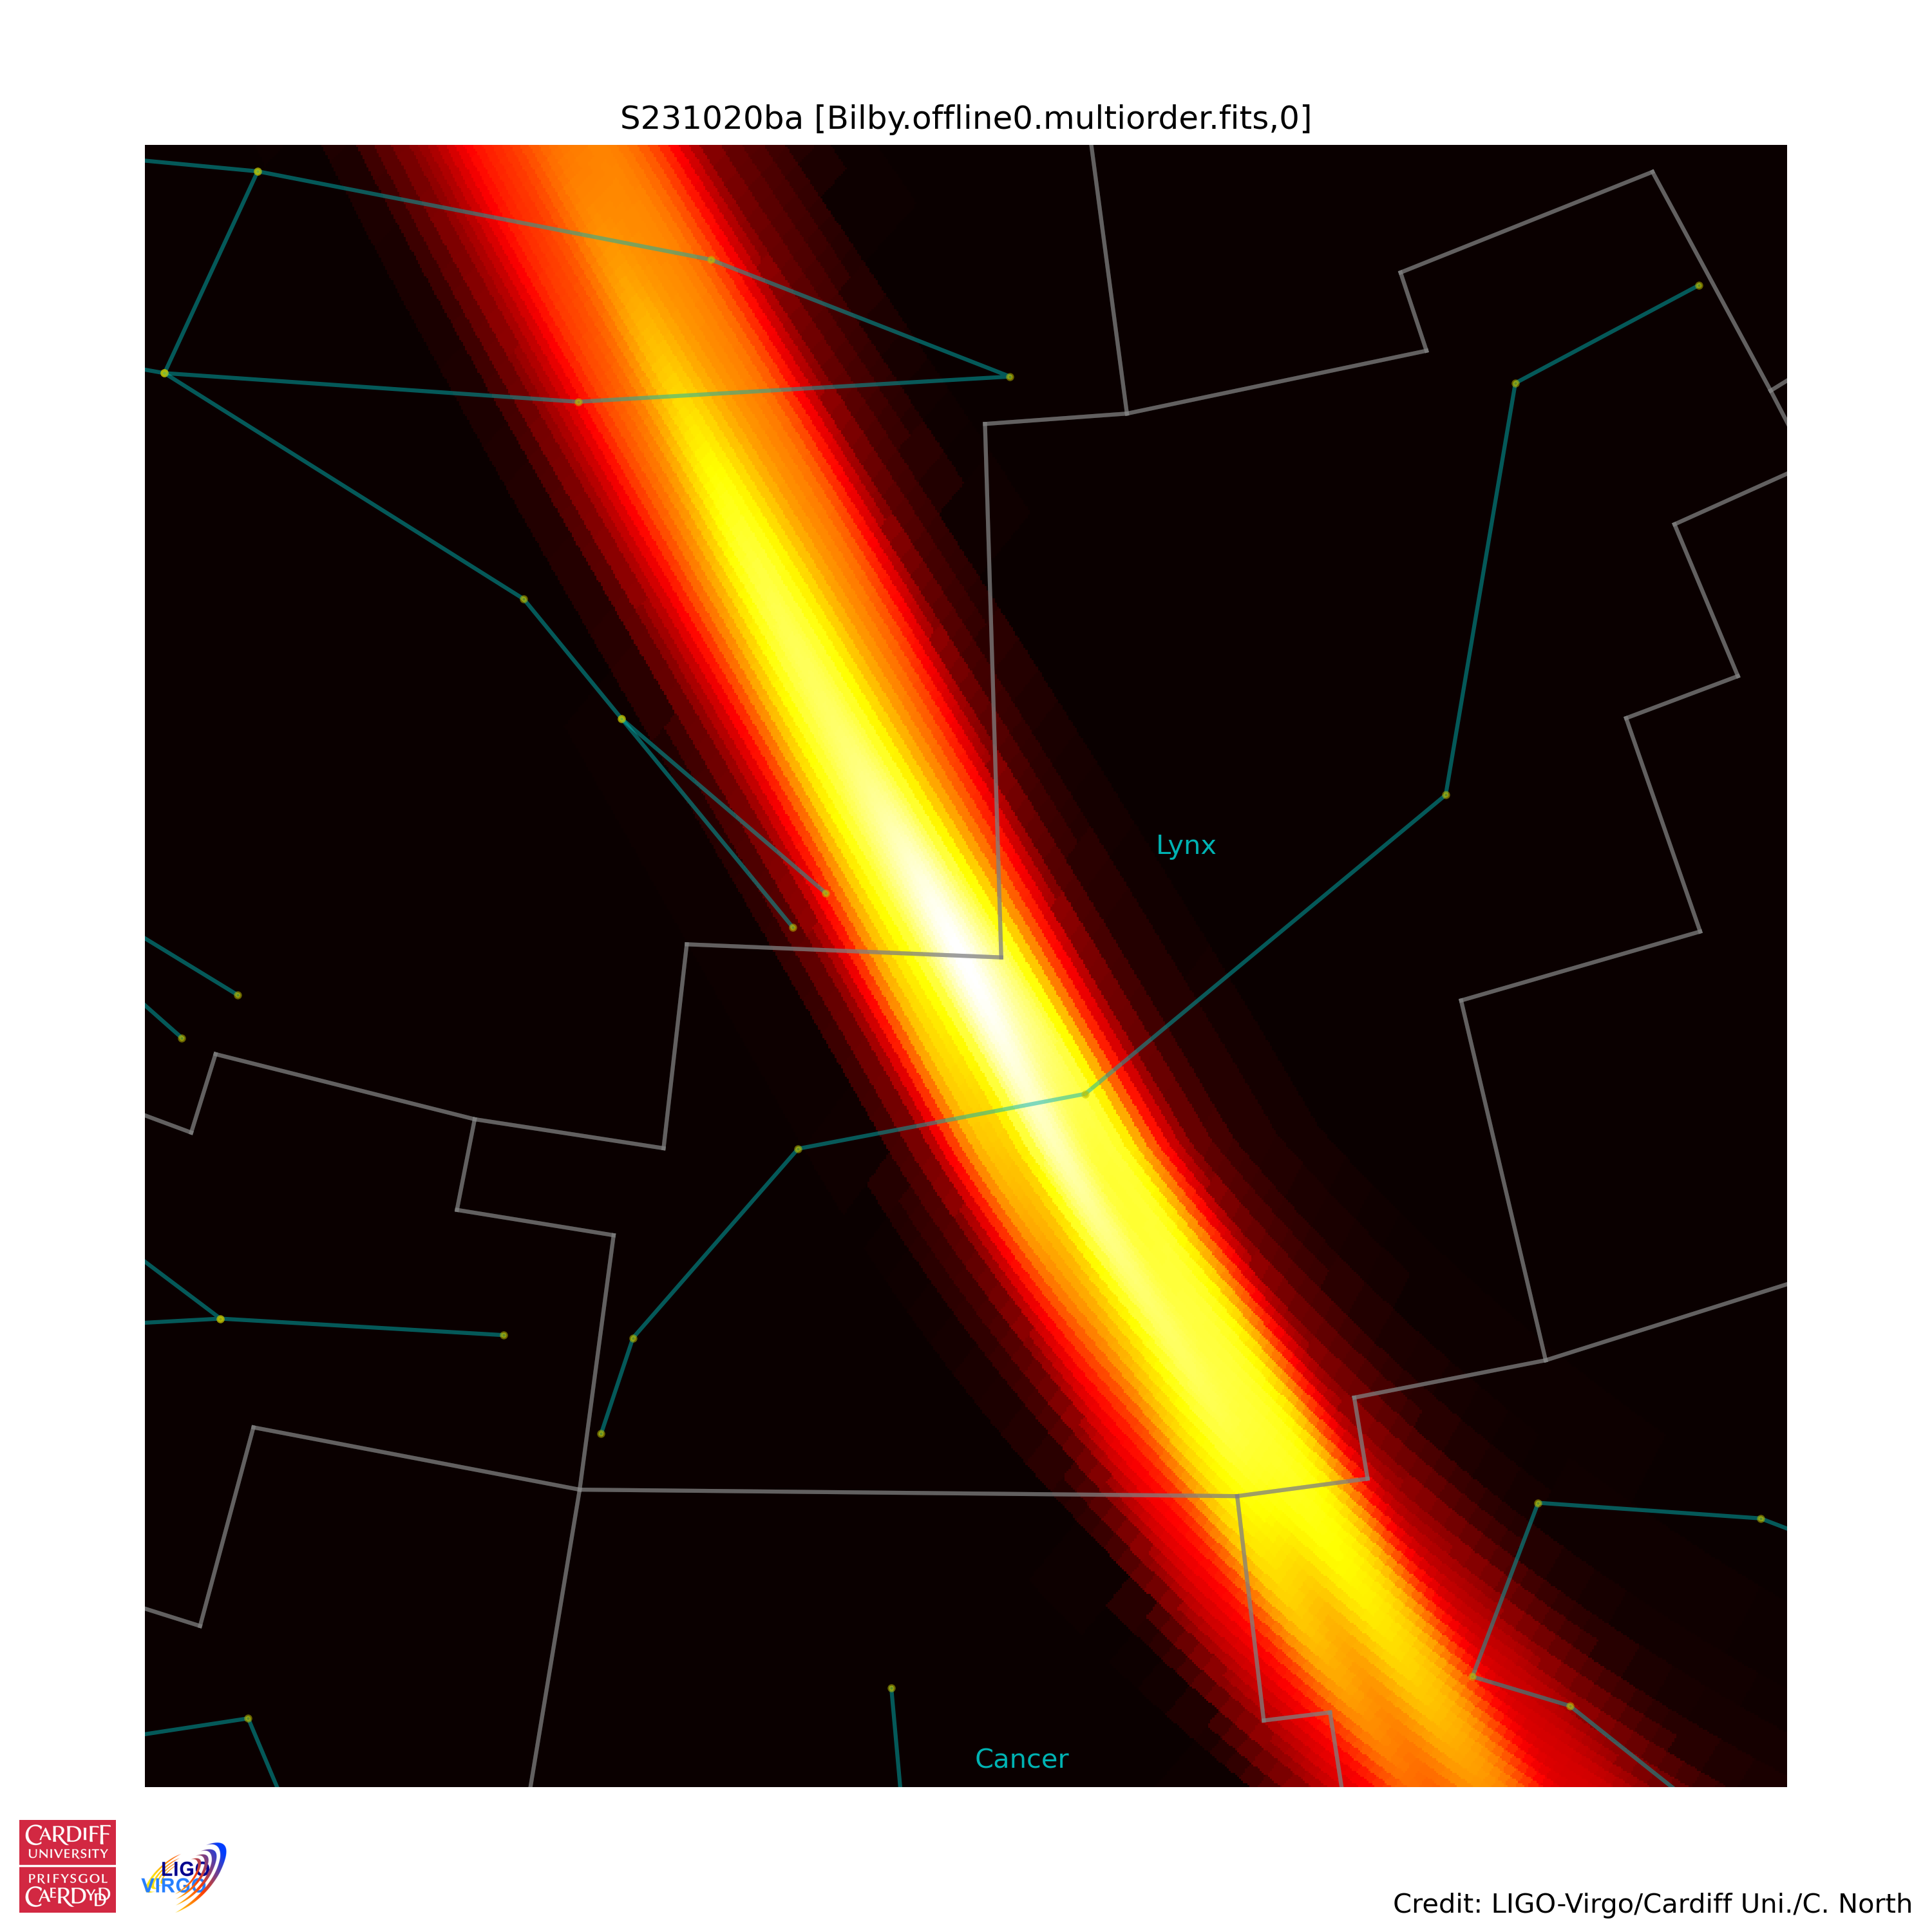 S231020ba [Bilby.offline0.multiorder.fits,0]
Lynx
Cancer
CARDIFF
UNIVERSITY
PRIFYSGOL
CAERDYDD
LIGO
VIRGO
Credit: LIGO-Virgo/Cardiff Uni./C. North